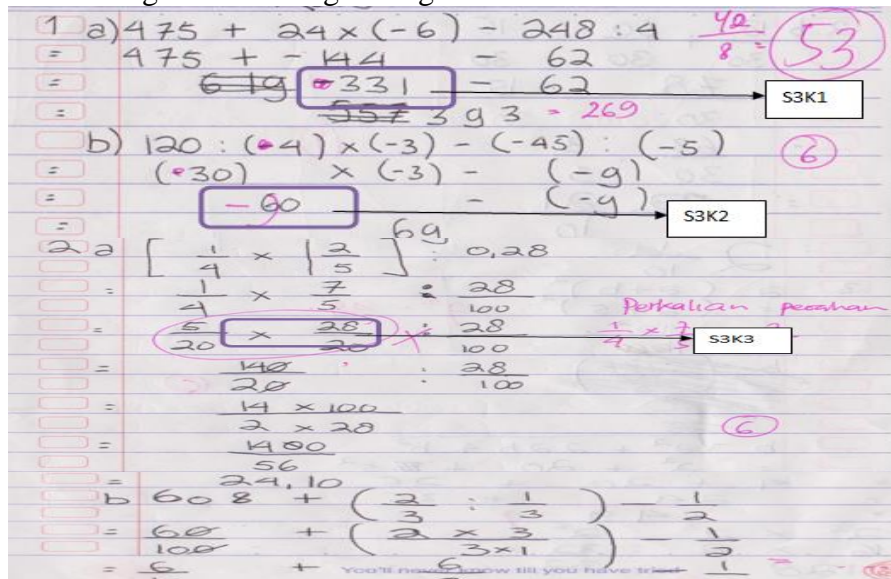 1 a) 475 + 24 × (-6) - 248 : 4 42/8 = 53
= 475 + - 144 - 62
= 619 -331 - 62 S3K1
= 557 393 = 269
b) 120 : (-4) × (-3) - (-45) : (-5) 6
= (-30) × (-3) - (-9)
= -90 - (-9) S3K2
= 69
2 a [ 1/4 × 1 2/5 ] : 0,28
= 1/4 × 7/5 : 28/100 Perkalian pecahan
= 5/20 × 28/20 : 28/100 1/4 × 7/5 S3K3
= 140/20 : 28/100
= 14 × 100 / 2 × 28 6
= 1400/56
= 24,10
b 60 % + ( 2/3 : 1/3 ) - 1/2
= 60/100 + ( 2 × 3 / 3 × 1 ) - 1/2
= 6 + 6 - 1 =
You'll never know till you have tried